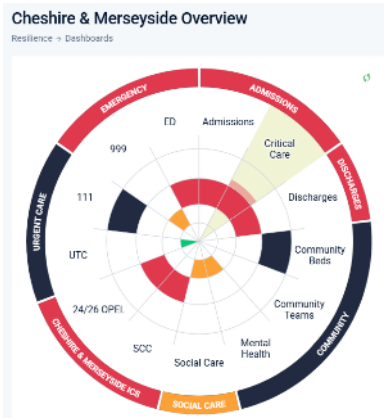 Cheshire & Merseyside Overview
Resilience → Dashboards
EMERGENCY
ADMISSIONS
ED
Admissions
999
Critical
Care
DISCHARGES
111
Discharges
URGENT CARE
UTC
Community
Beds
24/26 OPEL
Community
Teams
COMMUNITY
SCC
Mental
Health
Social Care
CHESHIRE & MERSEYSIDE ICB
SOCIAL CARE